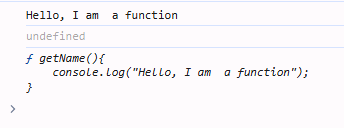 Hello, I am  a function
undefined
ƒ getName(){
    console.log("Hello, I am  a function");
}
>